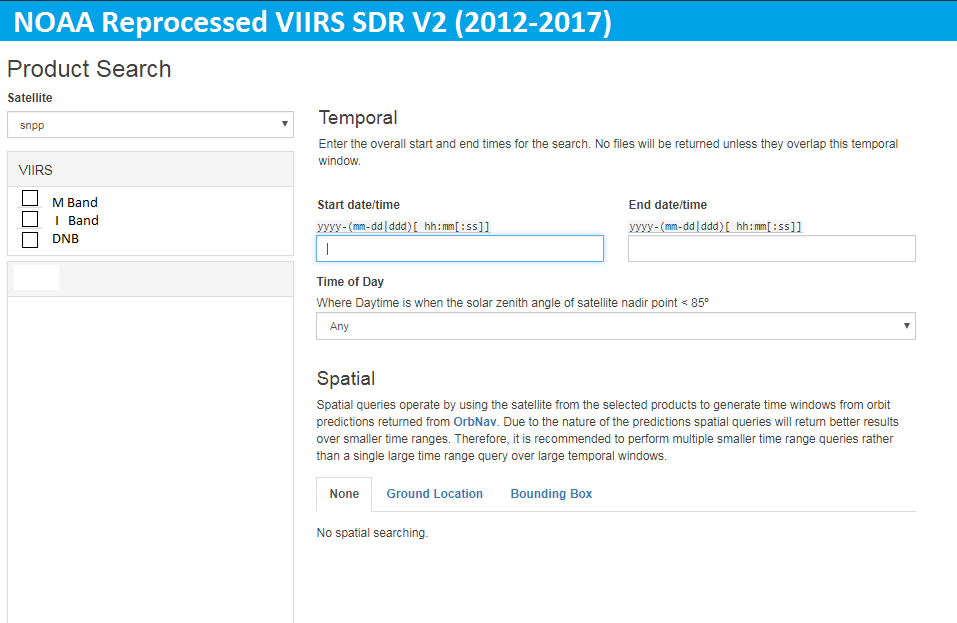 NOAA Reprocessed VIIRS SDR V2 (2012-2017)
Product Search
Satellite
snpp
VIIRS
M Band
I Band
DNB
Temporal
Enter the overall start and end times for the search. No files will be returned unless they overlap this temporal
window.
Start date/time
yyyy-(mm-dd|ddd)[ hh:mm[:ss]]
End date/time
yyyy-(mm-dd|ddd)[ hh:mm[:ss]]
Time of Day
Where Daytime is when the solar zenith angle of satellite nadir point < 85º
Any
Spatial
Spatial queries operate by using the satellite from the selected products to generate time windows from orbit
predictions returned from OrbNav. Due to the nature of the predictions spatial queries will return better results
over smaller time ranges. Therefore, it is recommended to perform multiple smaller time range queries rather
than a single large time range query over large temporal windows.
None Ground Location Bounding Box
No spatial searching.